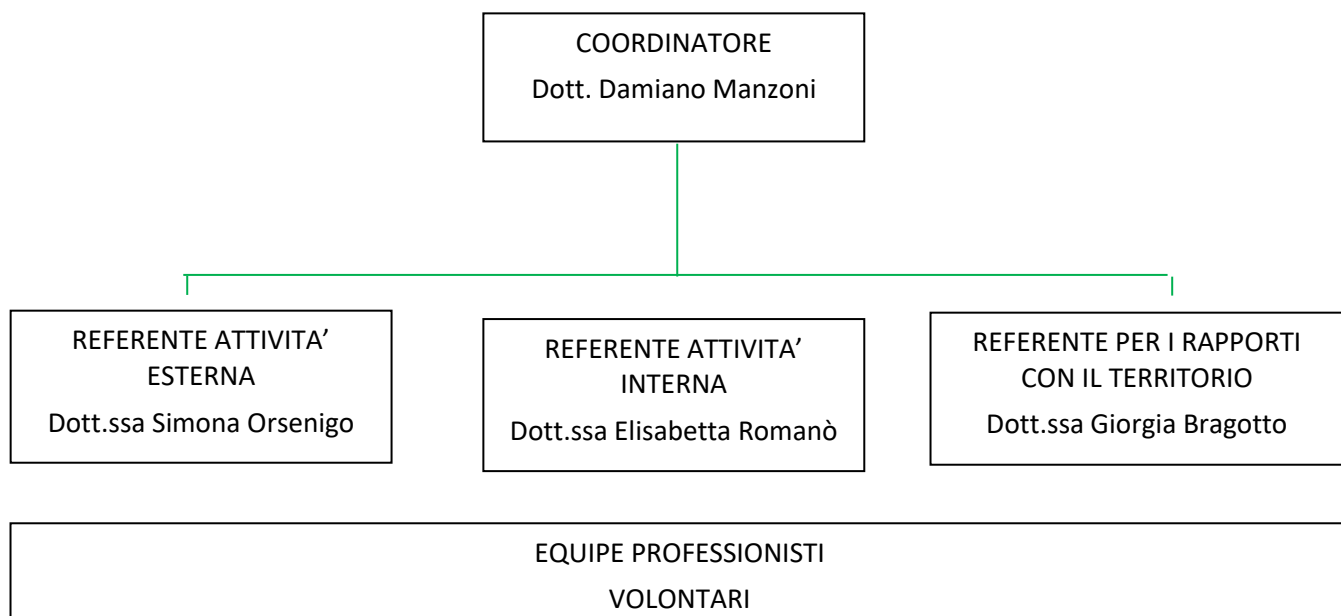 COORDINATORE
Dott. Damiano Manzoni
REFERENTE ATTIVITA’
ESTERNA
Dott.ssa Simona Orsenigo
REFERENTE ATTIVITA’
INTERNA
Dott.ssa Elisabetta Romanò
REFERENTE PER I RAPPORTI
CON IL TERRITORIO
Dott.ssa Giorgia Bragotto
EQUIPE PROFESSIONISTI
VOLONTARI